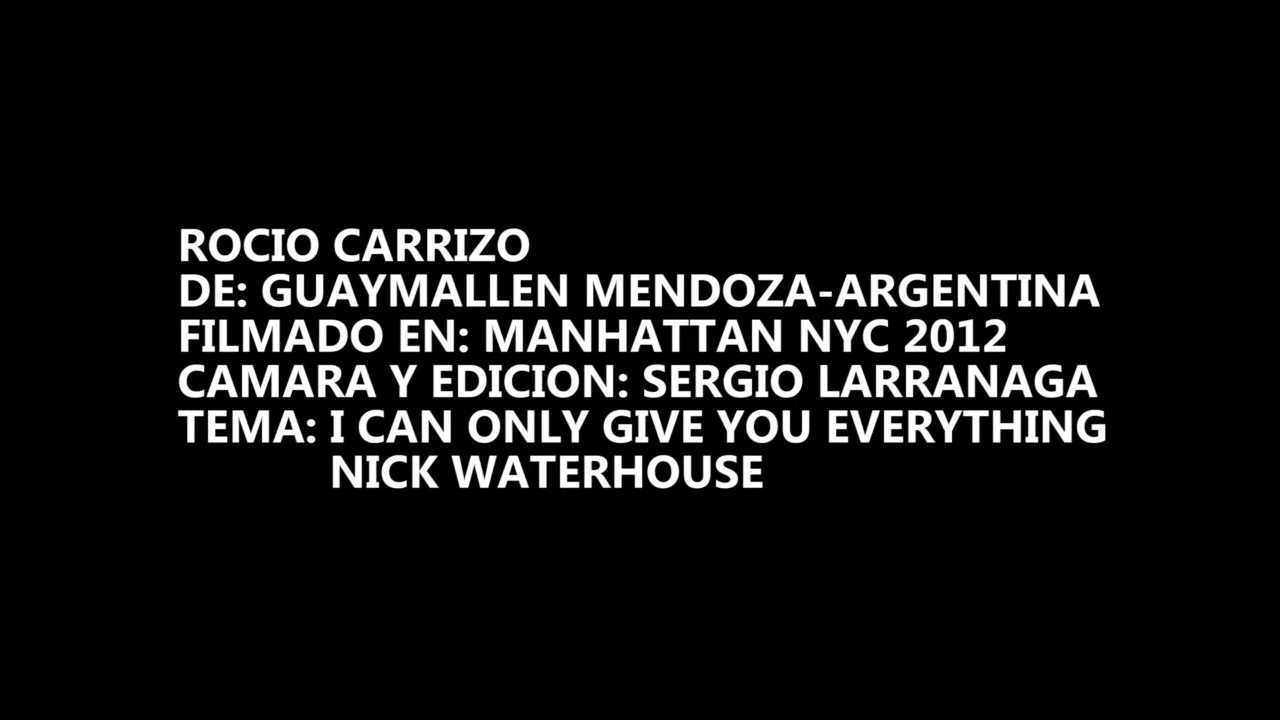 ROCIO CARRIZO
DE: GUAYMALLEN MENDOZA-ARGENTINA
FILMADO EN: MANHATTAN NYC 2012
CAMARA Y EDICION: SERGIO LARRANAGA
TEMA: I CAN ONLY GIVE YOU EVERYTHING
NICK WATERHOUSE